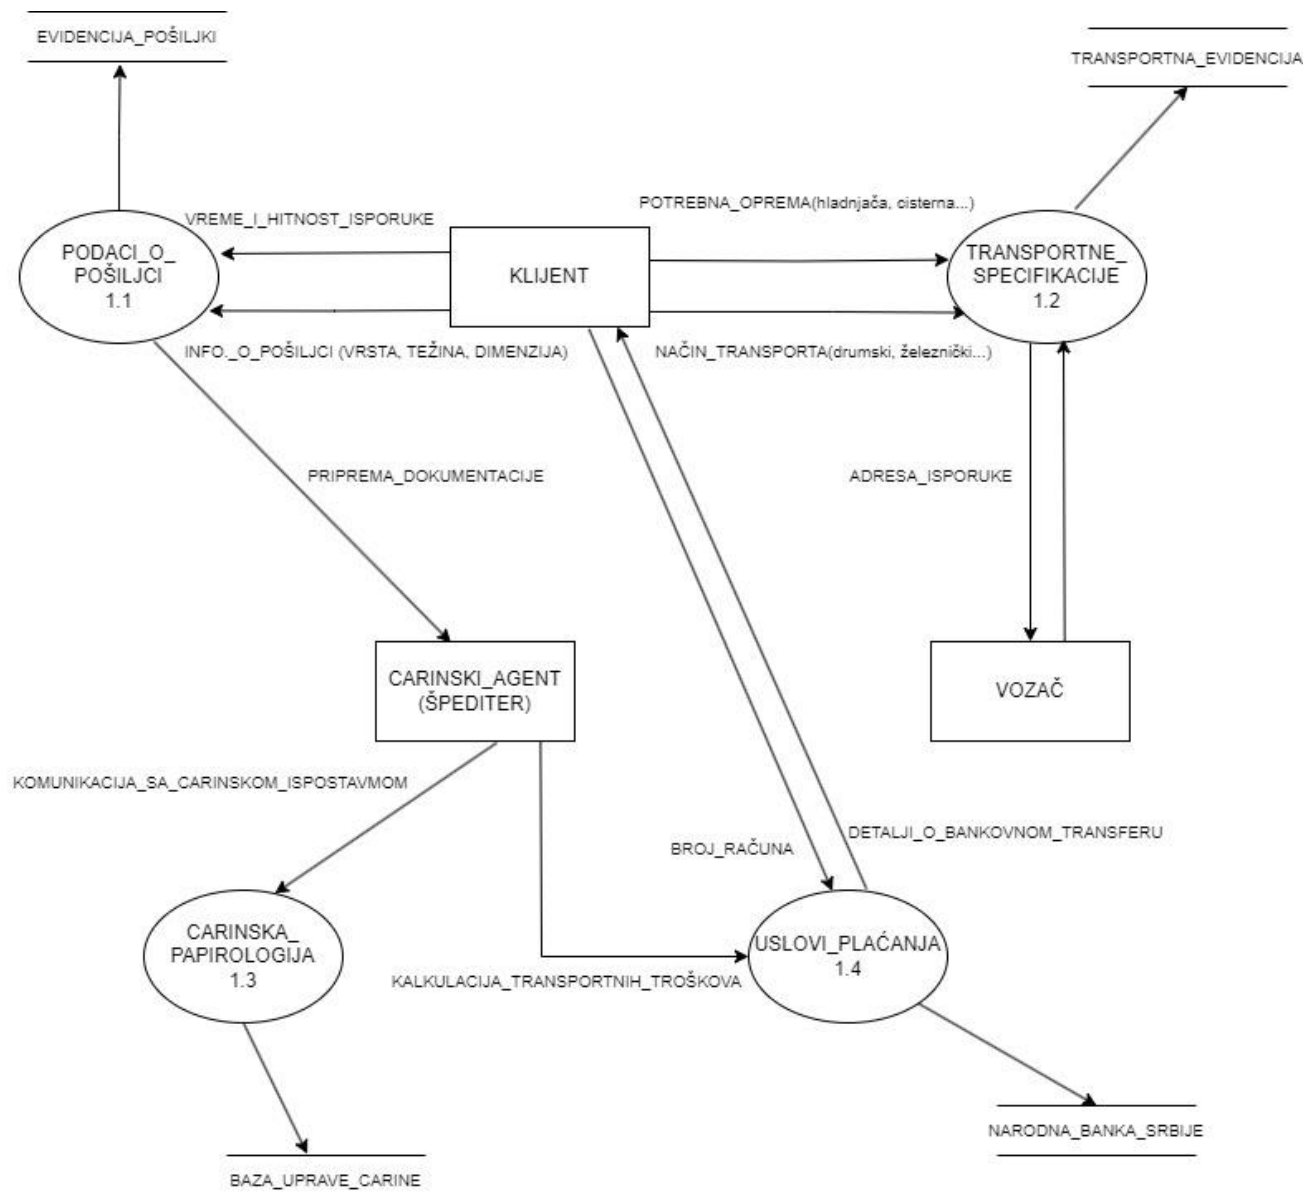 EVIDENCIJA_POŠILJKI
TRANSPORTNA_EVIDENCIJA
VREME_I_HITNOST_ISPORUKE
POTREBNA_OPREMA(hladnjača, cisterna...)
PODACI_O_
POŠILJCI
1.1
KLIJENT
TRANSPORTNE_
SPECIFIKACIJE
1.2
INFO._O_POŠILJCI (VRSTA, TEŽINA, DIMENZIJA)
NAČIN_TRANSPORTA(drumski, železnički...)
PRIPREMA_DOKUMENTACIJE
ADRESA_ISPORUKE
CARINSKI_AGENT
(ŠPEDITER)
VOZAČ
KOMUNIKACIJA_SA_CARINSKOM_ISPOSTAVMOM
BROJ_RAČUNA
DETALJI_O_BANKOVNOM_TRANSFERU
CARINSKA_
PAPIROLOGIJA
1.3
USLOVI_PLAĆANJA
1.4
KALKULACIJA_TRANSPORTNIH_TROŠKOVA
NARODNA_BANKA_SRBIJE
BAZA_UPRAVE_CARINE